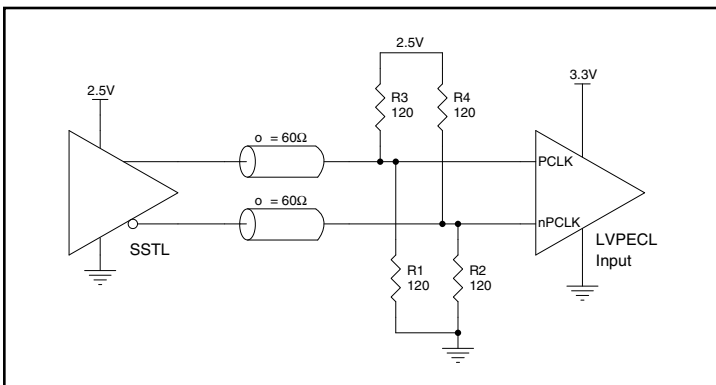 2.5V
2.5V
3.3V
R3
120
R4
120
o = 60Ω
PCLK
o = 60Ω
nPCLK
SSTL
LVPECL
Input
R1
120
R2
120